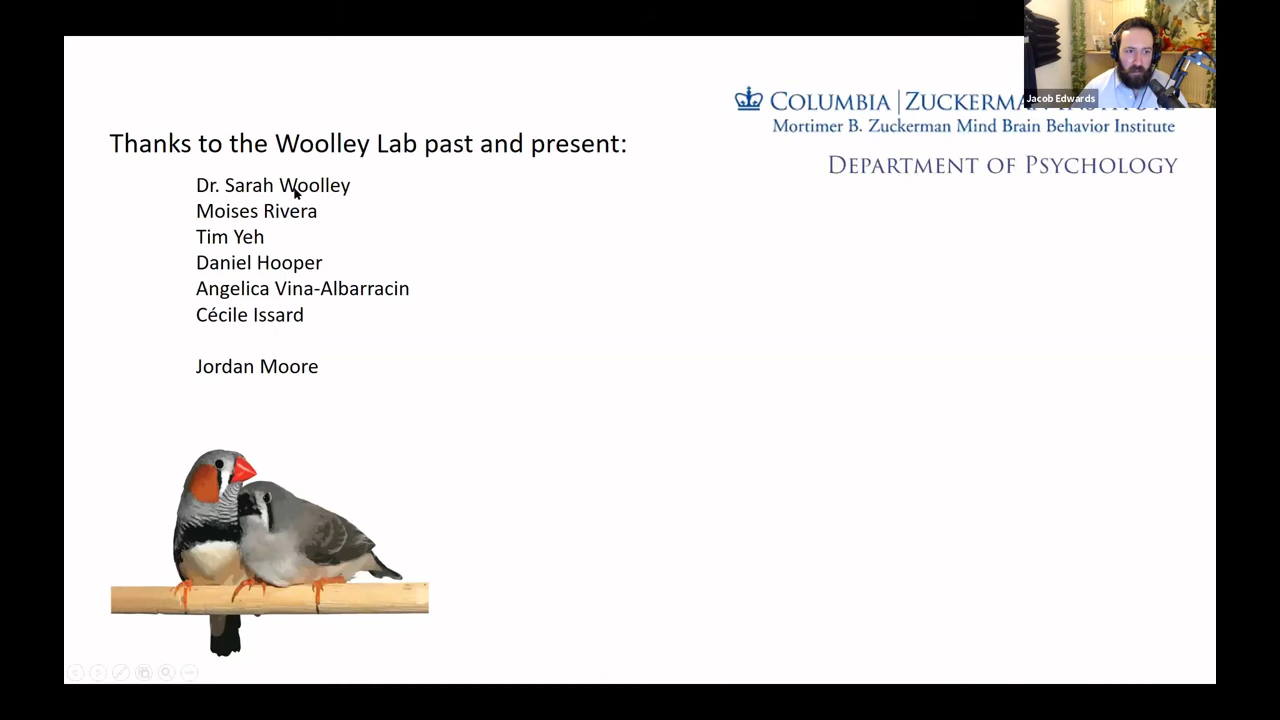 Jacob Edwards
COLUMBIA | ZUCKERMAN
MORTIMER B. ZUCKERMAN MIND BRAIN BEHAVIOR INSTITUTE
DEPARTMENT OF PSYCHOLOGY
Thanks to the Woolley Lab past and present:
Dr. Sarah Woolley
Moises Rivera
Tim Yeh
Daniel Hooper
Angelica Vina-Albarracin
Cécile Issard
Jordan Moore